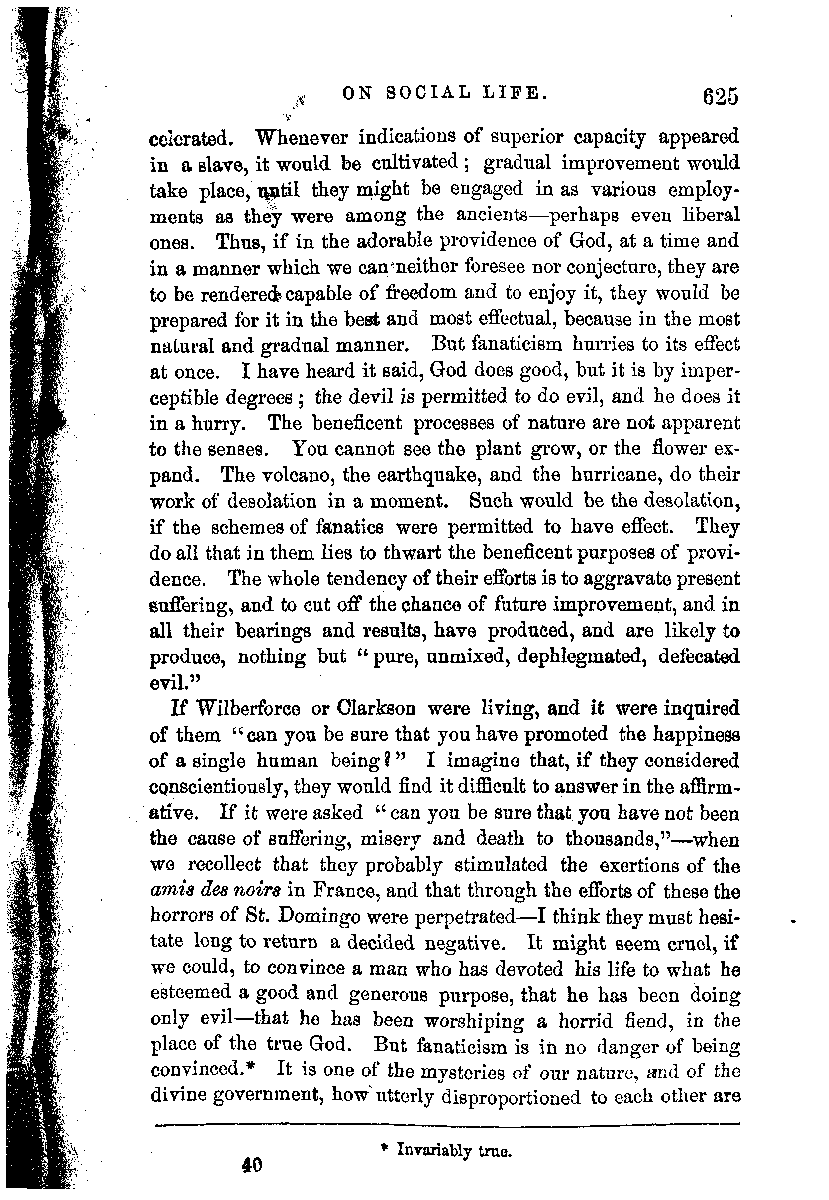 ON SOCIAL LIFE. 625
celerated. Whenever indications of superior capacity appeared
in a slave, it would be cultivated; gradual improvement would
take place, until they might be engaged in as various employ-
ments as they were among the ancients—perhaps even liberal
ones. Thus, if in the adorable providence of God, at a time and
in a manner which we can neither foresee nor conjecture, they are
to be rendered capable of freedom and to enjoy it, they would be
prepared for it in the best and most effectual, because in the most
natural and gradual manner. But fanaticism hurries to its effect
at once. I have heard it said, God does good, but it is by imper-
ceptible degrees; the devil is permitted to do evil, and he does it
in a hurry. The beneficent processes of nature are not apparent
to the senses. You cannot see the plant grow, or the flower ex-
pand. The volcano, the earthquake, and the hurricane, do their
work of desolation in a moment. Such would be the desolation,
if the schemes of fanatics were permitted to have effect. They
do all that in them lies to thwart the beneficent purposes of provi-
dence. The whole tendency of their efforts is to aggravate present
suffering, and to cut off the chance of future improvement, and in
all their bearings and results, have produced, and are likely to
produce, nothing but "pure, unmixed, dephlegmated, defecated
evil."
If Wilberforce or Clarkson were living, and it were inquired
of them "can you be sure that you have promoted the happiness
of a single human being?" I imagine that, if they considered
conscientiously, they would find it difficult to answer in the affirm-
ative. If it were asked "can you be sure that you have not been
the cause of suffering, misery and death to thousands,"—when
we recollect that they probably stimulated the exertions of the
amis des noirs in France, and that through the efforts of these the
horrors of St. Domingo were perpetrated—I think they must hesi-
tate long to return a decided negative. It might seem cruel, if
we could, to convince a man who has devoted his life to what he
esteemed a good and generous purpose, that he has been doing
only evil—that he has been worshiping a horrid fiend, in the
place of the true God. But fanaticism is in no danger of being
convinced.* It is one of the mysteries of our nature, and of the
divine government, how utterly disproportioned to each other are
* Invariably true.
40